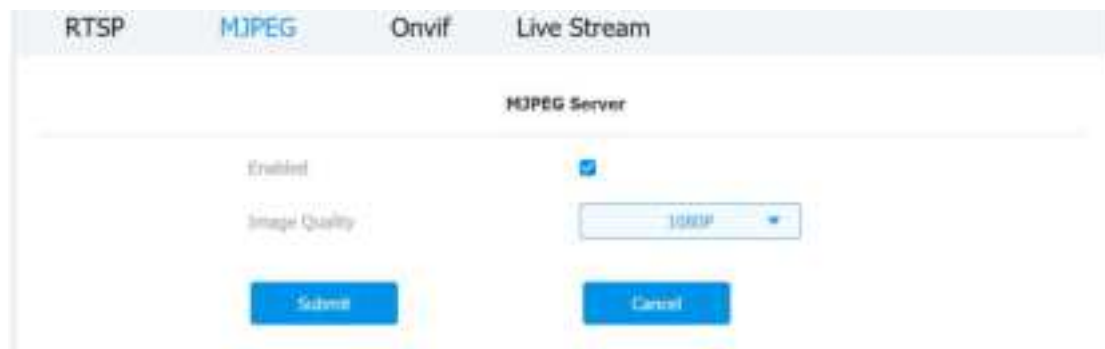 RTSP MJPEG Onvif Live Stream
MJPEG Server
Enabled
Image Quality 1080P
Submit Cancel